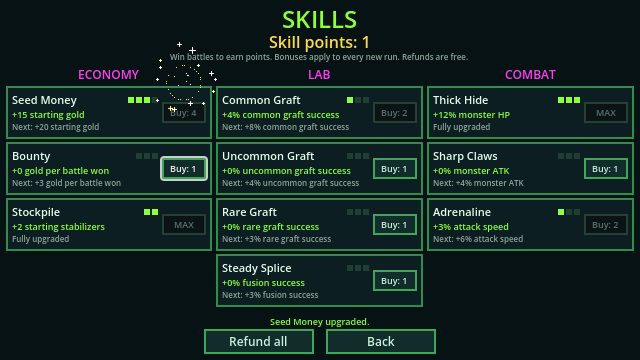 SKILLS
Skill points: 1
Win battles to earn points. Bonuses apply to every new run. Refunds are free.
ECONOMY
Seed Money
+15 starting gold
Next: +20 starting gold
Buy: 4
Bounty
+0 gold per battle won
Next: +3 gold per battle won
Buy: 1
Stockpile
+2 starting stabilizers
Fully upgraded
MAX
LAB
Common Graft
+4% common graft success
Next: +8% common graft success
Buy: 2
Uncommon Graft
+0% uncommon graft success
Next: +4% uncommon graft success
Buy: 1
Rare Graft
+0% rare graft success
Next: +3% rare graft success
Buy: 1
Steady Splice
+0% fusion success
Next: +3% fusion success
Buy: 1
COMBAT
Thick Hide
+12% monster HP
Fully upgraded
MAX
Sharp Claws
+0% monster ATK
Next: +4% monster ATK
Buy: 1
Adrenaline
+3% attack speed
Next: +6% attack speed
Buy: 2
Seed Money upgraded.
Refund all
Back